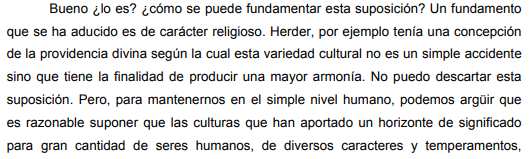 Bueno ¿lo es? ¿cómo se puede fundamentar esta suposición? Un fundamento
que se ha aducido es de carácter religioso. Herder, por ejemplo tenía una concepción
de la providencia divina según la cual esta variedad cultural no es un simple accidente
sino que tiene la finalidad de producir una mayor armonía. No puedo descartar esta
suposición. Pero, para mantenernos en el simple nivel humano, podemos argüir que
es razonable suponer que las culturas que han aportado un horizonte de significado
para gran cantidad de seres humanos, de diversos caracteres y temperamentos,